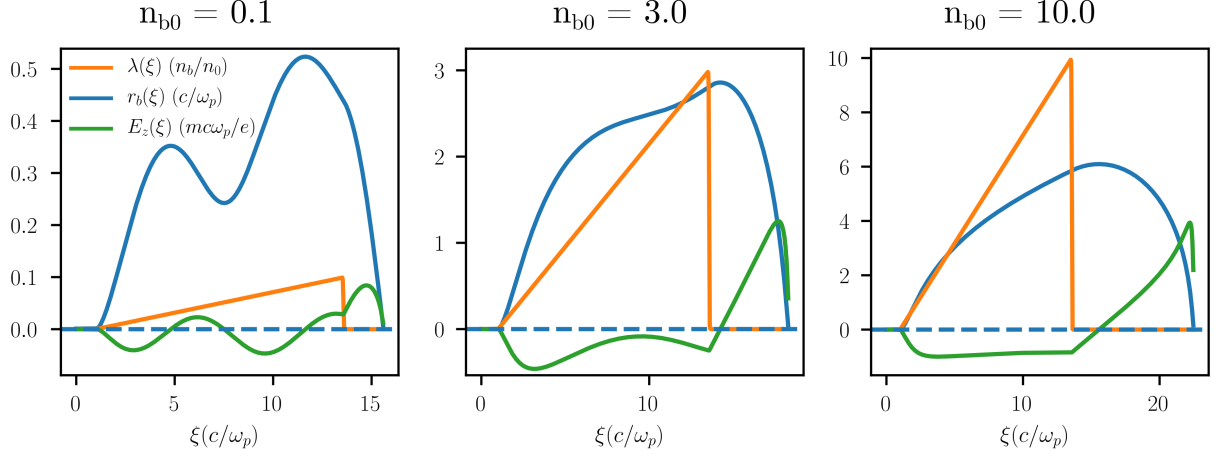 n_b0 = 0.1
n_b0 = 3.0
n_b0 = 10.0
λ(ξ) (n_b/n_0)
r_b(ξ) (c/ω_p)
E_z(ξ) (mcω_p/e)
0.5
0.4
0.3
0.2
0.1
0.0
0 5 10 15
ξ(c/ω_p)
3
2
1
0
0 10
ξ(c/ω_p)
10
8
6
4
2
0
0 10 20
ξ(c/ω_p)